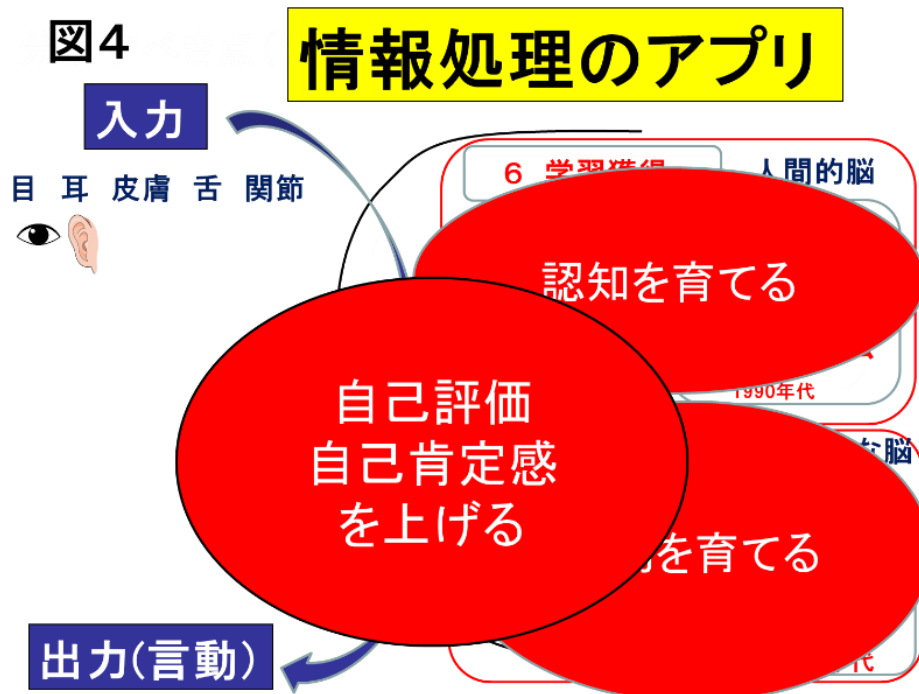 図4
情報処理のアプリ
入力
目 耳 皮膚 舌 関節
6 学習獲得
人間的脳
認知を育てる
1990年代
自己評価
自己肯定感
を上げる
な脳
を育てる
代
出力(言動)